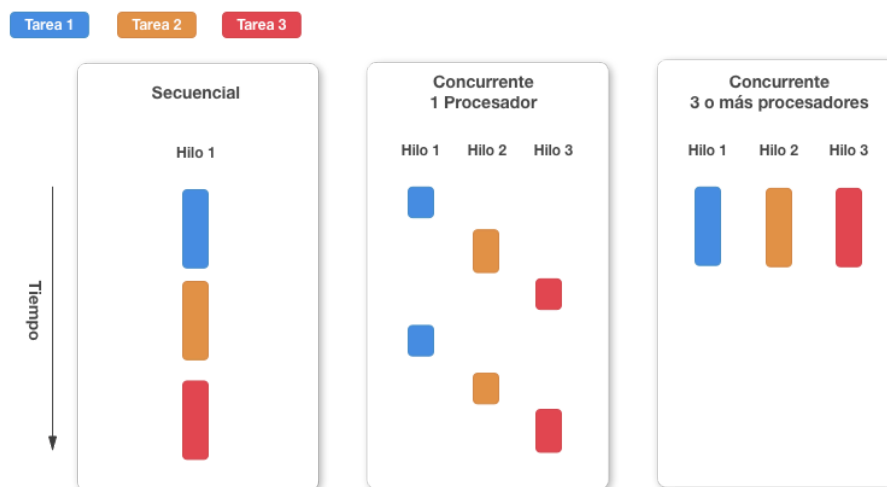 Tarea 1
Tarea 2
Tarea 3
Secuencial
Hilo 1
Concurrente
1 Procesador
Hilo 1
Hilo 2
Hilo 3
Concurrente
3 o más procesadores
Hilo 1
Hilo 2
Hilo 3
Tiempo